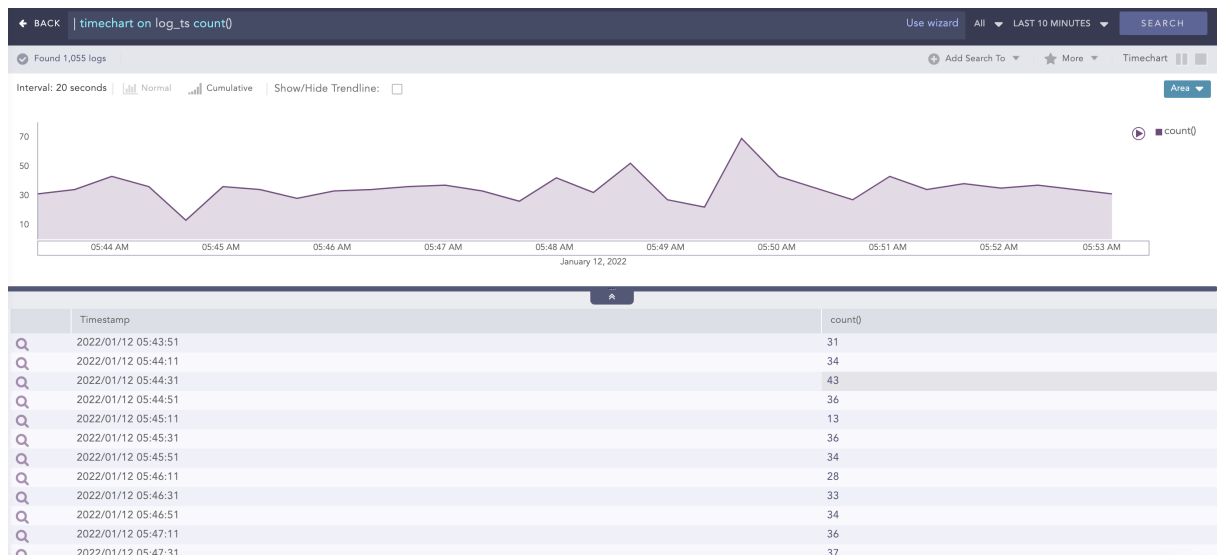 BACK | timechart on log_ts count() Use wizard All LAST 10 MINUTES SEARCH
Found 1,055 logs Add Search To More Timechart
Interval: 20 seconds Normal Cumulative Show/Hide Trendline: Area
70
50
30
10
count()
05:44 AM 05:45 AM 05:46 AM 05:47 AM 05:48 AM 05:49 AM 05:50 AM 05:51 AM 05:52 AM 05:53 AM
January 12, 2022
Timestamp count()
2022/01/12 05:43:51 31
2022/01/12 05:44:11 34
2022/01/12 05:44:31 43
2022/01/12 05:44:51 36
2022/01/12 05:45:11 13
2022/01/12 05:45:31 36
2022/01/12 05:45:51 34
2022/01/12 05:46:11 28
2022/01/12 05:46:31 33
2022/01/12 05:46:51 34
2022/01/12 05:47:11 36
2022/01/12 05:47:31 37